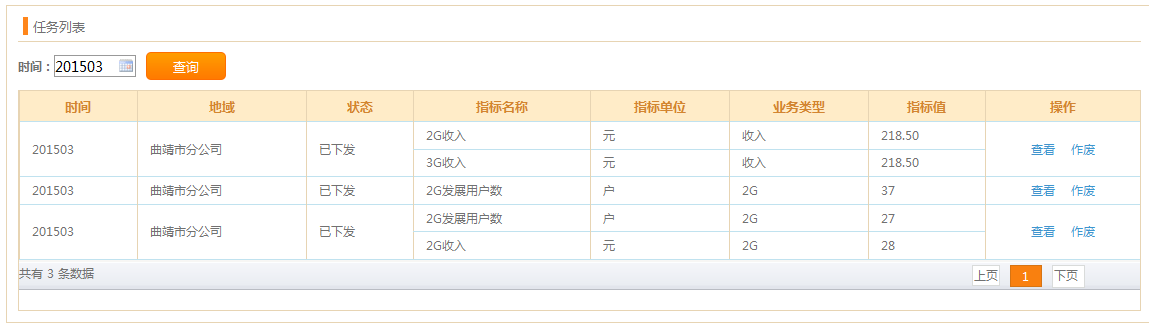 任务列表
时间：201503 查询
时间 地域 状态 指标名称 指标单位 业务类型 指标值 操作
2G收入 元 收入 218.50
201503 曲靖市分公司 已下发 查看 作废
3G收入 元 收入 218.50
201503 曲靖市分公司 已下发 2G发展用户数 户 2G 37 查看 作废
2G发展用户数 户 2G 27
201503 曲靖市分公司 已下发 查看 作废
2G收入 元 2G 28
共有 3 条数据 上页 1 下页